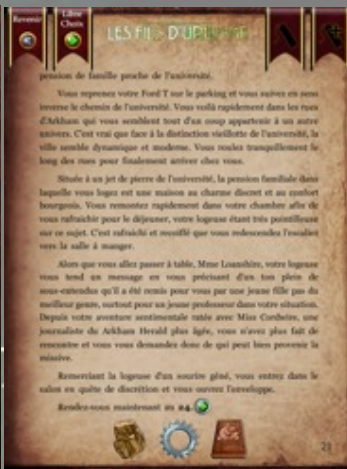 Revenir
Libre
Choix
LES FILS D'URANIE
pension de famille proche de l'université.
Vous reprenez votre Ford T sur le parking et vous suivez en sens
inverse le chemin de l'université. Vous voilà rapidement dans les rues
d'Arkham qui vous semblent tout d'un coup appartenir à un autre
univers. C'est vrai que face à la distinction vieillotte de l'université, la
ville semble dynamique et moderne. Vous roulez tranquillement le
long des rues pour finalement arriver chez vous.
Située à un jet de pierre de l'université, la pension familiale dans
laquelle vous logez est une maison au charme discret et au confort
bourgeois. Vous remontez rapidement dans votre chambre afin de
vous rafraichir pour le déjeuner, votre logeuse étant très pointilleuse
sur ce sujet. C'est rafraichi et recoiffé que vous redescendez l'escalier
vers la salle à manger.
Alors que vous allez passer à table, Mme Loanshire, votre logeuse
vous tend un message en vous précisant d'un ton plein de
sous-entendus qu'il a été remis pour vous par une jeune fille pas du
meilleur genre, surtout pour un jeune professeur dans votre situation.
Depuis votre aventure sentimentale ratée avec Miss Cordwire, une
journaliste du Arkham Herald plus âgée, vous n'avez plus fait de
rencontre et vous vous demandez donc de qui peut bien provenir la
missive.
Remerciant la logeuse d'un sourire gêné, vous entrez dans le
salon en quête de discrétion et vous ouvrez l'enveloppe.
Rendez-vous maintenant au 24.
21